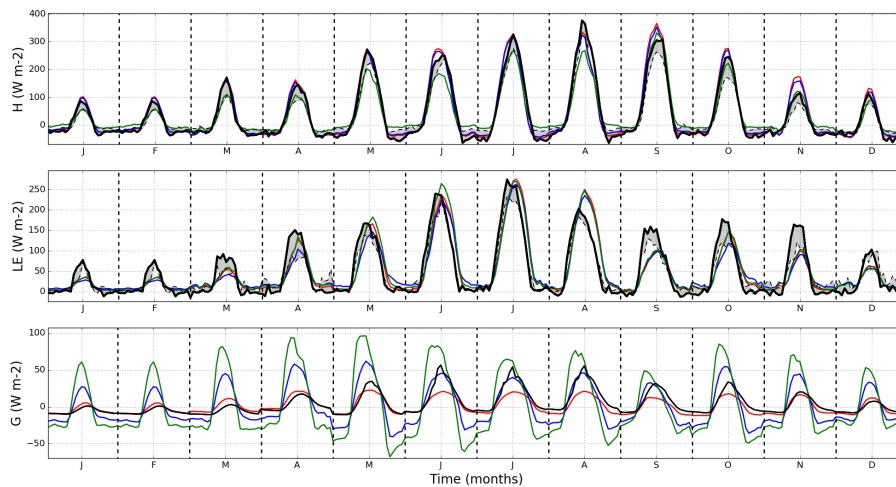 400
300
200
100
0
H (W m-2)
J F M A M J J A S O N D
250
200
150
100
50
0
LE (W m-2)
J F M A M J J A S O N D
100
50
0
−50
G (W m-2)
J F M A M J J A S O N D
Time (months)